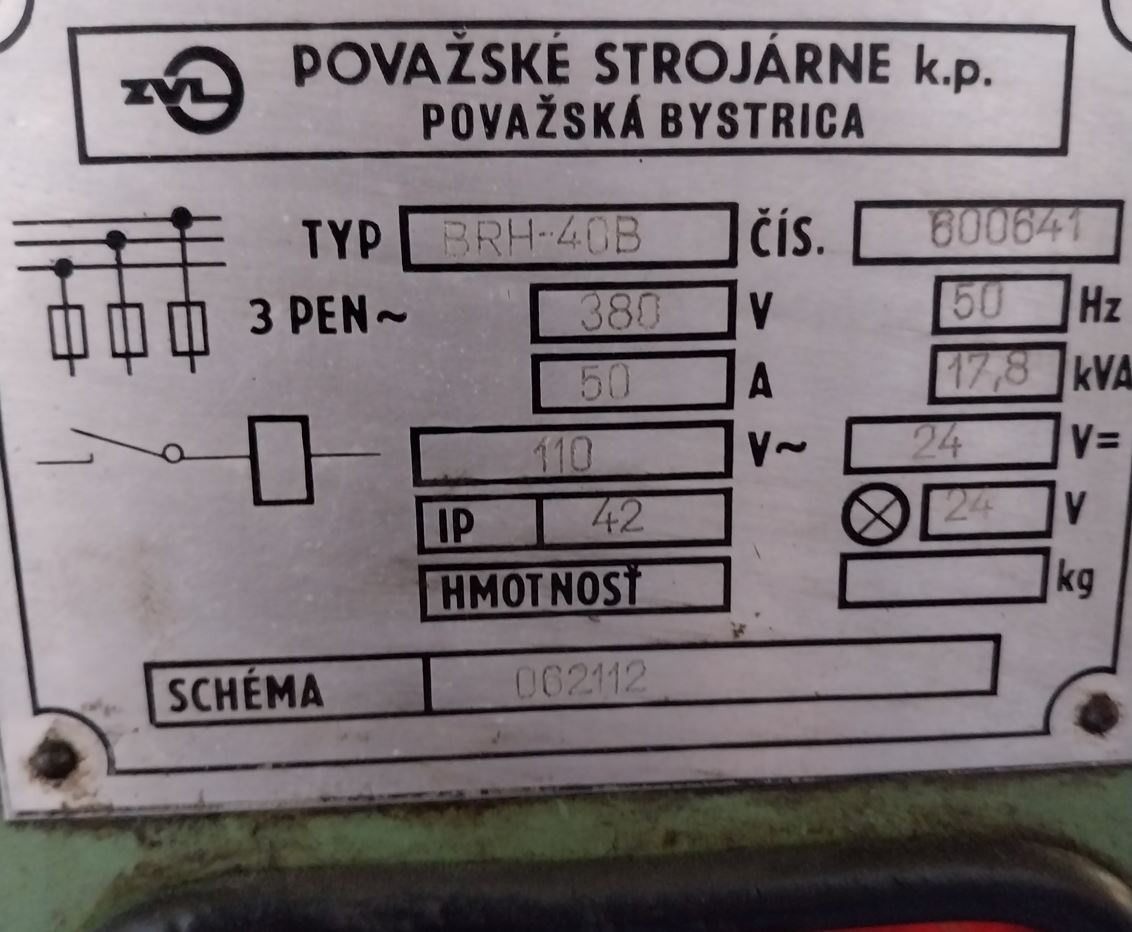 ZVL
POVAŽSKÉ STROJÁRNE k.p.
POVAŽSKÁ BYSTRICA
TYP BRH-40B ČÍS. 600641
3 PEN~ 380 V 50 Hz
50 A 17,8 kVA
110 V~ 24 V=
IP 42 24 V
HMOTNOSŤ kg
SCHÉMA 062112